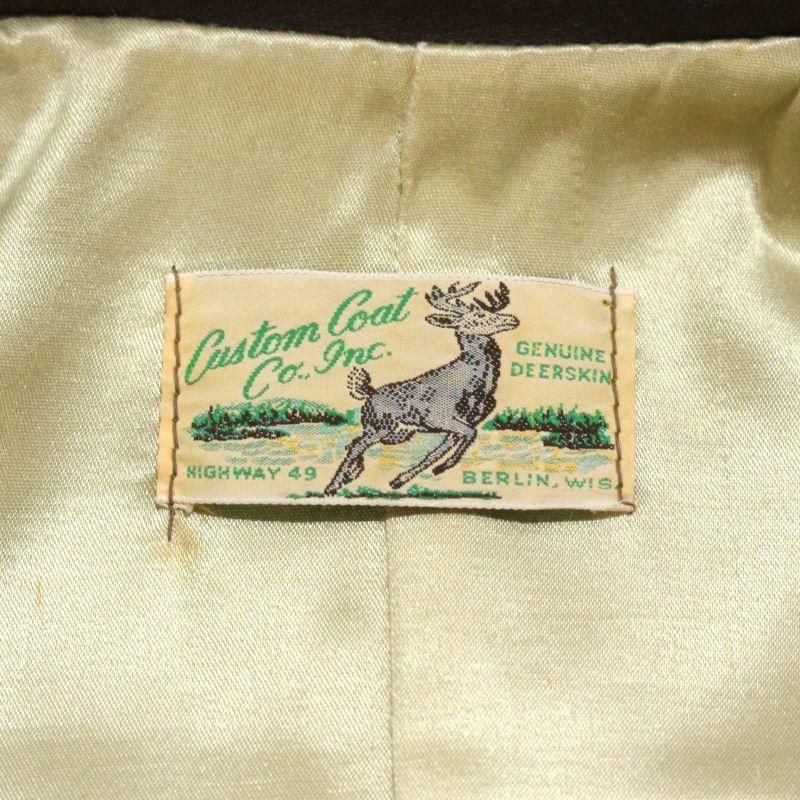 Custom Coat
Co., Inc.
GENUINE
DEERSKIN
HIGHWAY 49
BERLIN, WIS